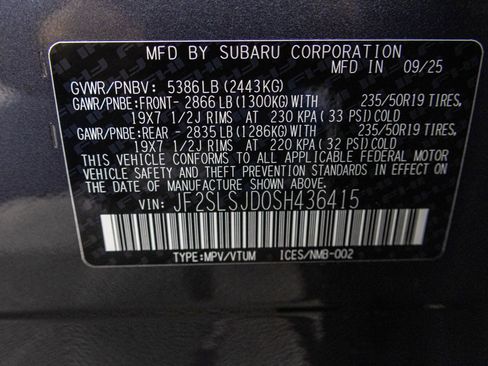 MFD BY SUBARU CORPORATION
MFD IN 09/25
GVWR/PNBV: 5386LB(2443KG)
GAWR/PNBE:FRONT- 2866LB(1300KG)WITH 235/50R19 TIRES
19X7 1/2J RIMS AT 230 KPA(33 PSI)COLD
GAWR/PNBE:REAR - 2835LB(1286KG)WITH 235/50R19 TIRES
19X7 1/2J RIMS AT 220 KPA(32 PSI)COLD
THIS VEHICLE CONFORMS TO ALL APPLICABLE FEDERAL MOTOR
VEHICLE SAFETY AND THEFT PREVENTION STANDARDS IN EFFECT
ON THE DATE OF MANUFACTURE SHOWN ABOVE.
VIN: JF2SLSJD0SH436415
TYPE:MPV/VTUM ICES/NMB-002